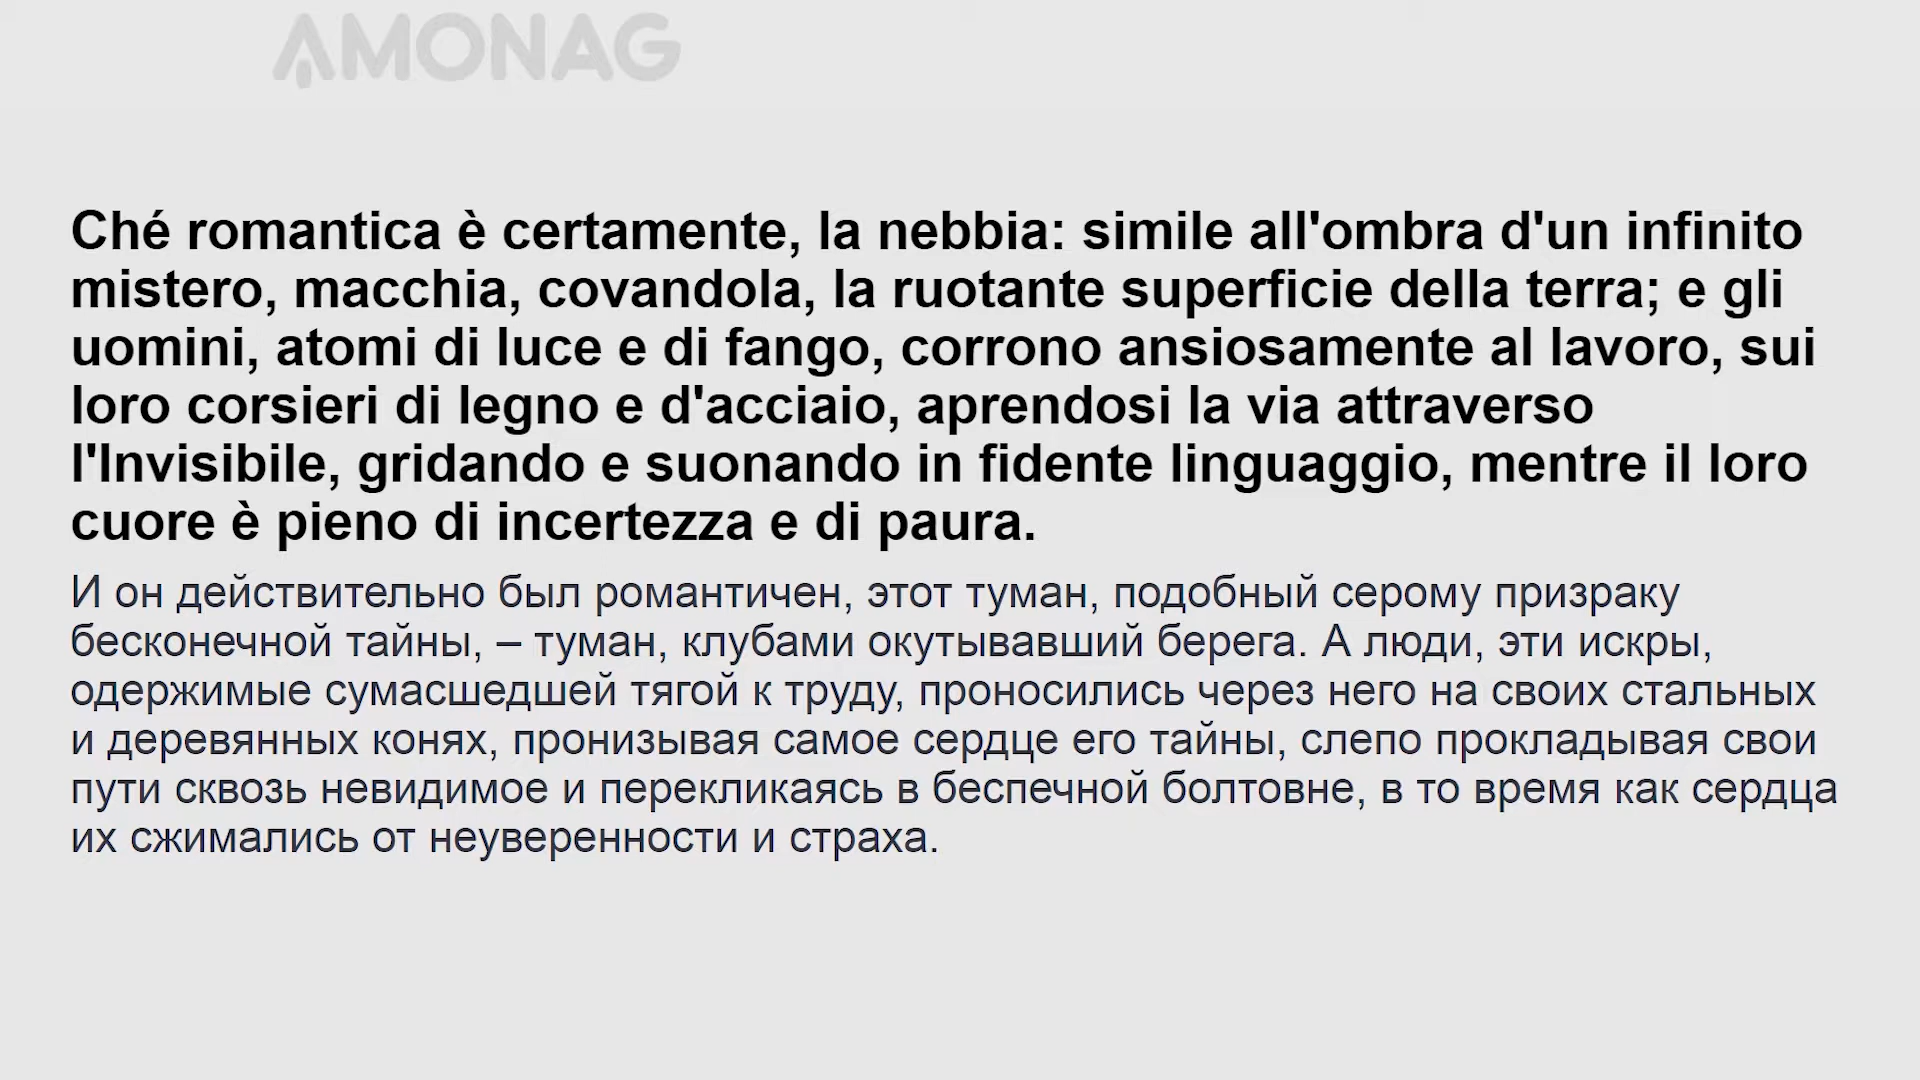 AMONAG
Ché romantica è certamente, la nebbia: simile all'ombra d'un infinito
mistero, macchia, covandola, la ruotante superficie della terra; e gli
uomini, atomi di luce e di fango, corrono ansiosamente al lavoro, sui
loro corsieri di legno e d'acciaio, aprendosi la via attraverso
l'Invisibile, gridando e suonando in fidente linguaggio, mentre il loro
cuore è pieno di incertezza e di paura.
И он действительно был романтичен, этот туман, подобный серому призраку
бесконечной тайны, – туман, клубами окутывавший берега. А люди, эти искры,
одержимые сумасшедшей тягой к труду, проносились через него на своих стальных
и деревянных конях, пронизывая самое сердце его тайны, слепо прокладывая свои
пути сквозь невидимое и перекликаясь в беспечной болтовне, в то время как сердца
их сжимались от неуверенности и страха.